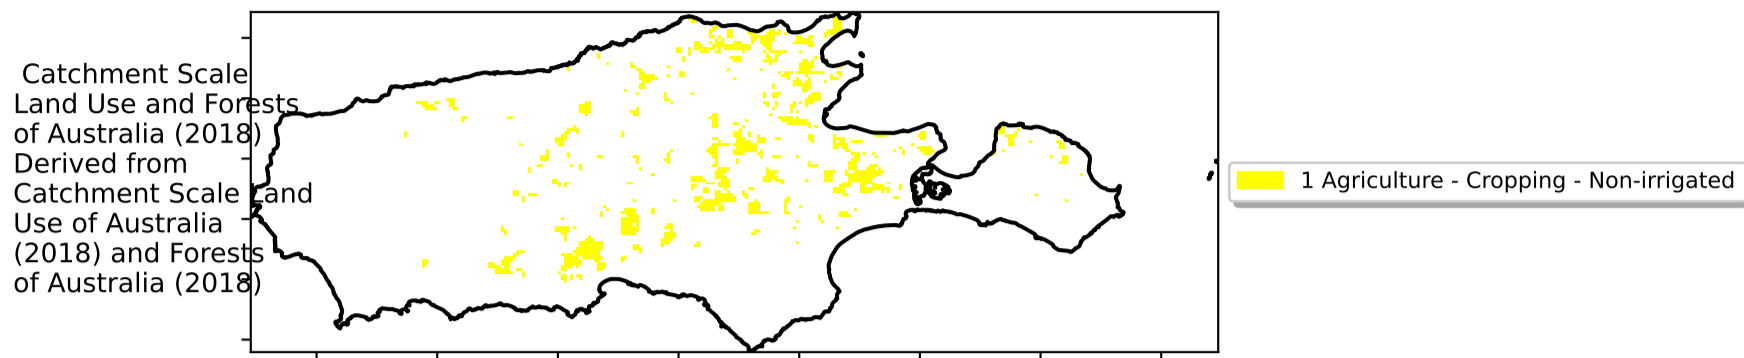 Catchment Scale
Land Use and Forests
of Australia (2018)
Derived from
Catchment Scale Land
Use of Australia
(2018) and Forests
of Australia (2018)
1 Agriculture - Cropping - Non-irrigated